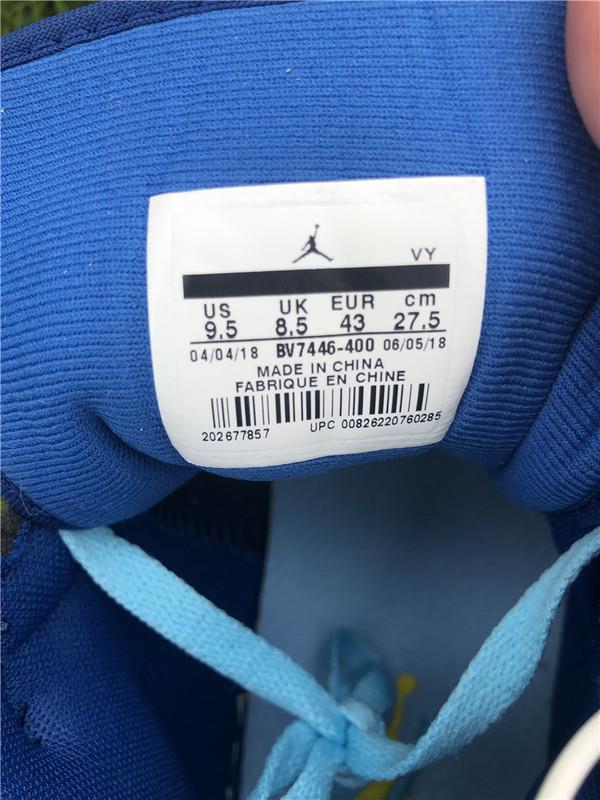 VY
US UK EUR cm
9.5 8.5 43 27.5
04/04/18 BV7446-400 06/05/18
MADE IN CHINA
FABRIQUE EN CHINE
202677857 UPC 00826220760285